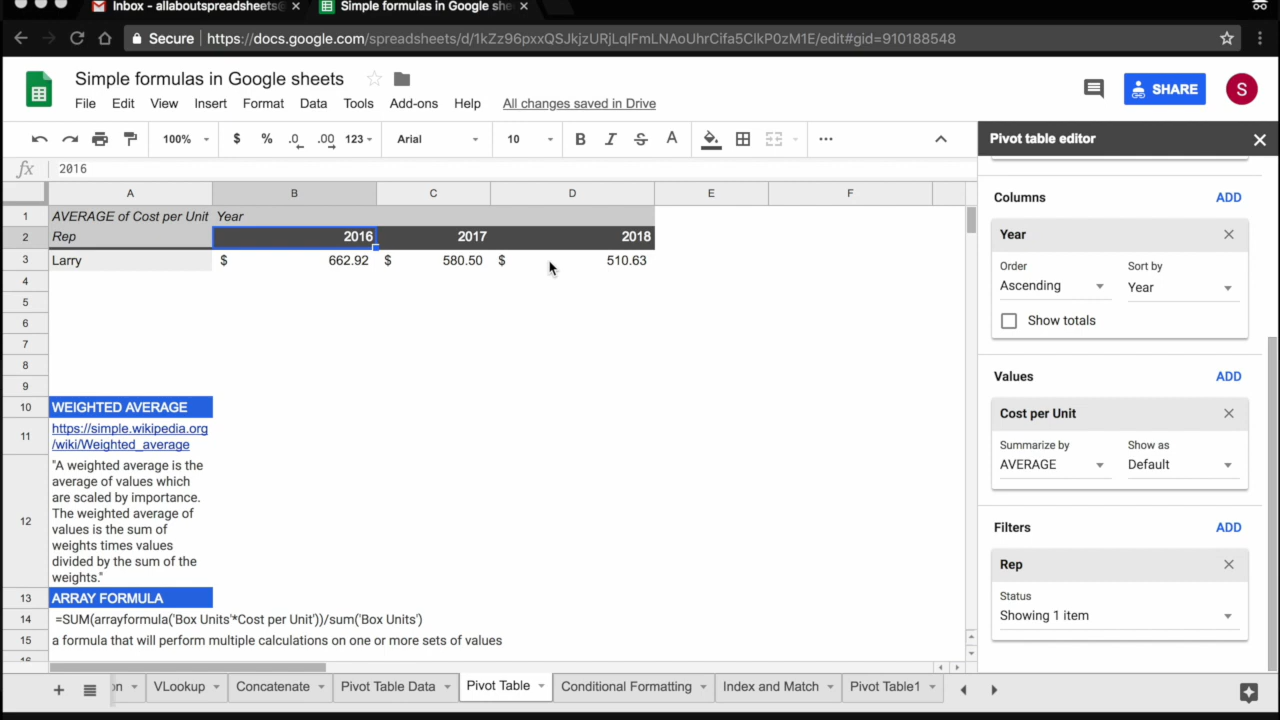 Inbox - allaboutspreadsheets@
Simple formulas in Google she
Secure https://docs.google.com/spreadsheets/d/1kZz96pxxQSJkjzURjLqlFmLNAoUhrCifa5ClkP0zM1E/edit#gid=910188548
Simple formulas in Google sheets
SHARE
S
File Edit View Insert Format Data Tools Add-ons Help All changes saved in Drive
100% $ % .0 .00 123 Arial 10 B I S A
Pivot table editor
fx 2016
A B C D E F
1 AVERAGE of Cost per Unit Year
2 Rep 2016 2017 2018
3 Larry $ 662.92 $ 580.50 $ 510.63
4
5
6
7
8
9
10 WEIGHTED AVERAGE
11 https://simple.wikipedia.org
/wiki/Weighted_average
"A weighted average is the
average of values which
are scaled by importance.
The weighted average of
12 values is the sum of
weights times values
divided by the sum of the
weights."
13 ARRAY FORMULA
14 =SUM(arrayformula('Box Units'*Cost per Unit'))/sum('Box Units')
15 a formula that will perform multiple calculations on one or more sets of values
16
Columns ADD
Year
Order Sort by
Ascending Year
Show totals
Values ADD
Cost per Unit
Summarize by Show as
AVERAGE Default
Filters ADD
Rep
Status
Showing 1 item
on VLookup Concatenate Pivot Table Data Pivot Table Conditional Formatting Index and Match Pivot Table1